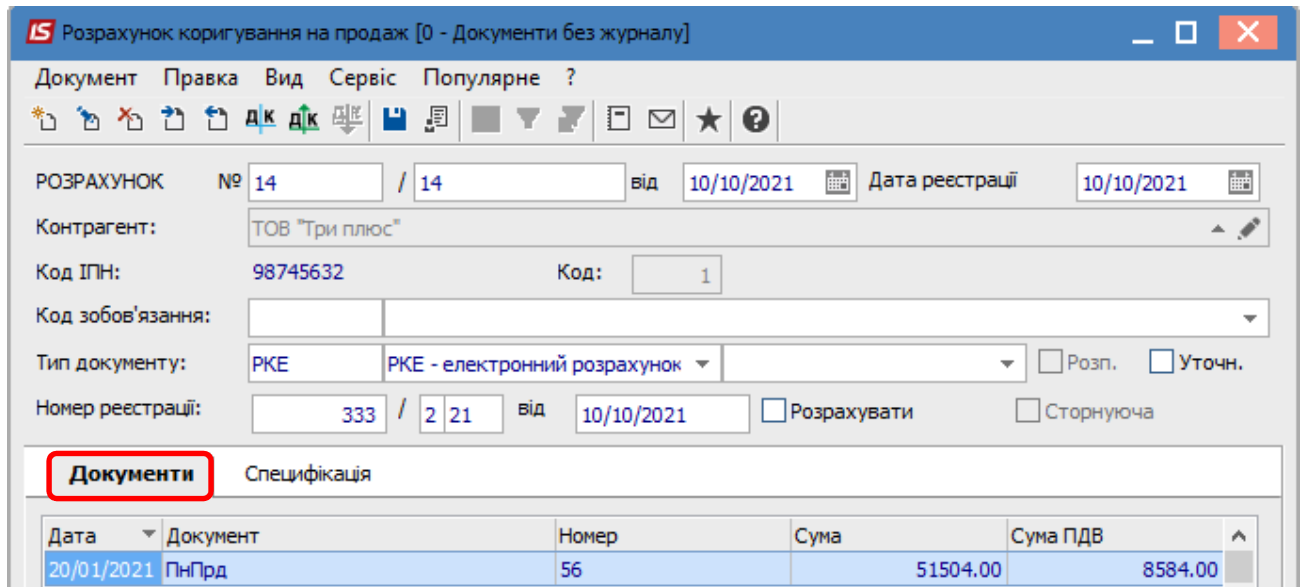 IS Розрахунок коригування на продаж [0 - Документи без журналу]
Документ Правка Вид Сервіс Популярне ?
РОЗРАХУНОК № 14 / 14 від 10/10/2021 Дата реєстрації 10/10/2021
Контрагент: ТОВ "Три плюс"
Код ІПН: 98745632 Код: 1
Код зобов'язання:
Тип документу: РКЕ РКЕ - електронний розрахунок Розп. Уточн.
Номер реєстрації: 333 / 2 21 від 10/10/2021 Розрахувати Сторнуюча
Документи Специфікація
Дата Документ Номер Сума Сума ПДВ
20/01/2021 ПнПрд 56 51504.00 8584.00